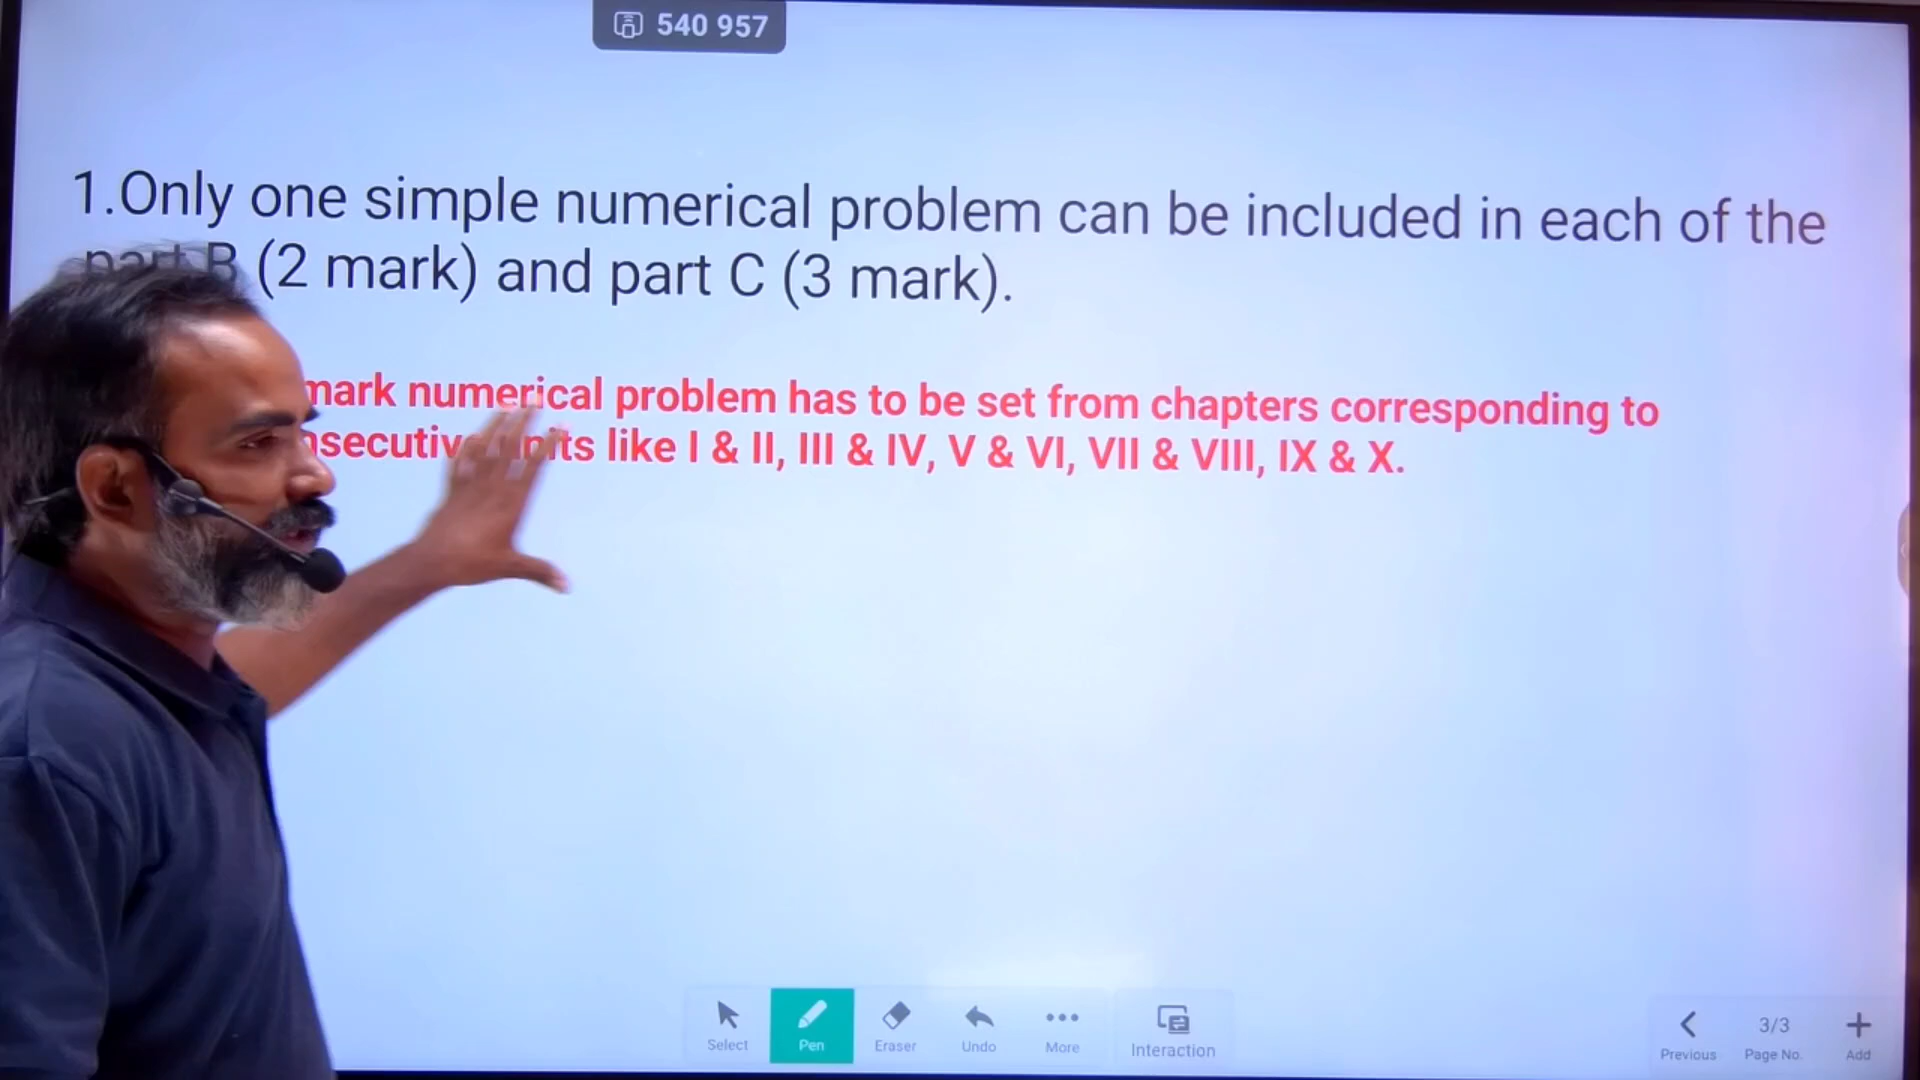 540 957
1.Only one simple numerical problem can be included in each of the
part B (2 mark) and part C (3 mark).
mark numerical problem has to be set from chapters corresponding to
units like I & II, III & IV, V & VI, VII & VIII, IX & X.
Select Pen Eraser Undo More Interaction
3/3
Previous Page No. Add